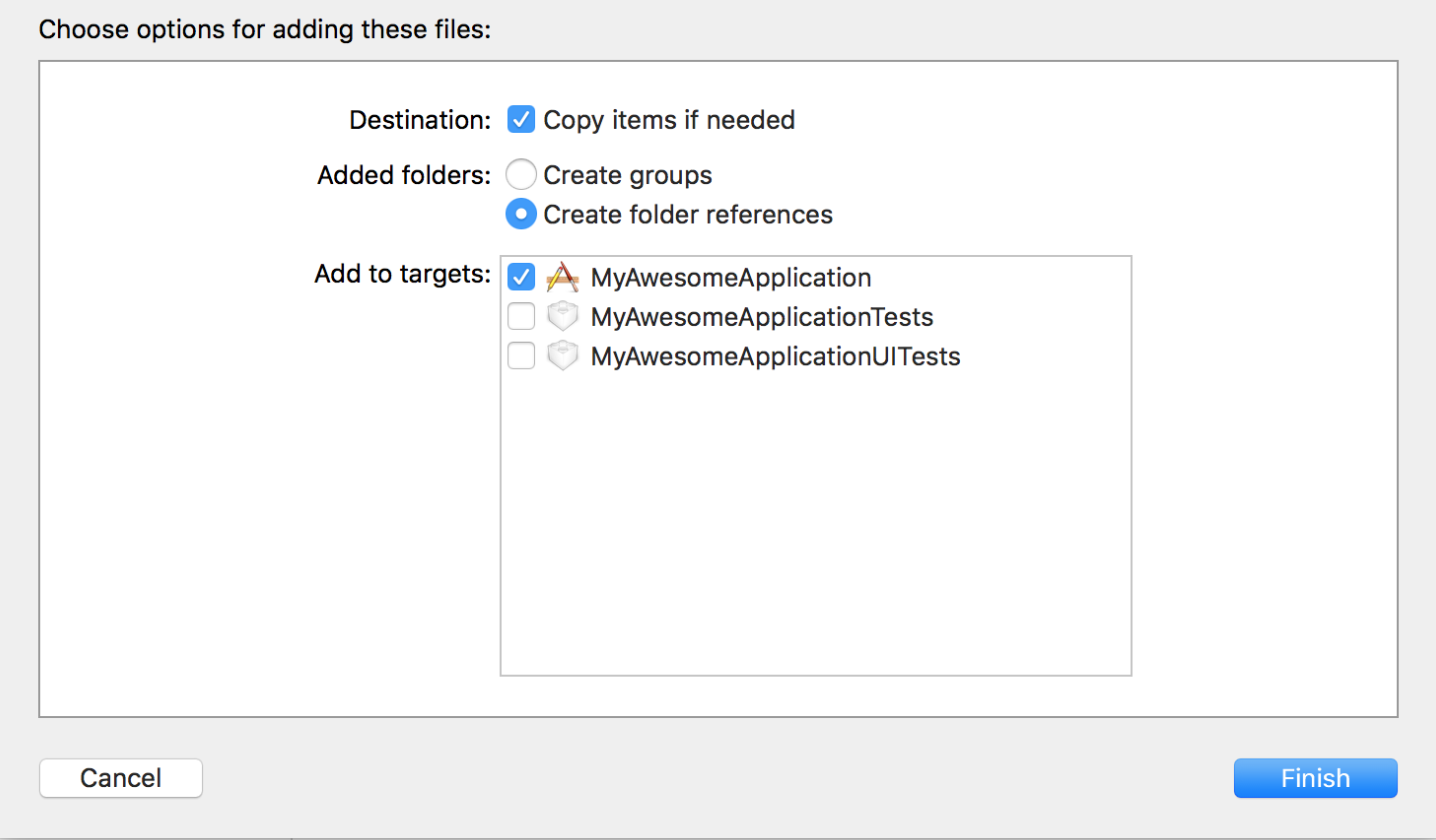 Choose options for adding these files:
Destination: Copy items if needed
Added folders: Create groups
Create folder references
Add to targets: MyAwesomeApplication
MyAwesomeApplicationTests
MyAwesomeApplicationUITests
Cancel Finish